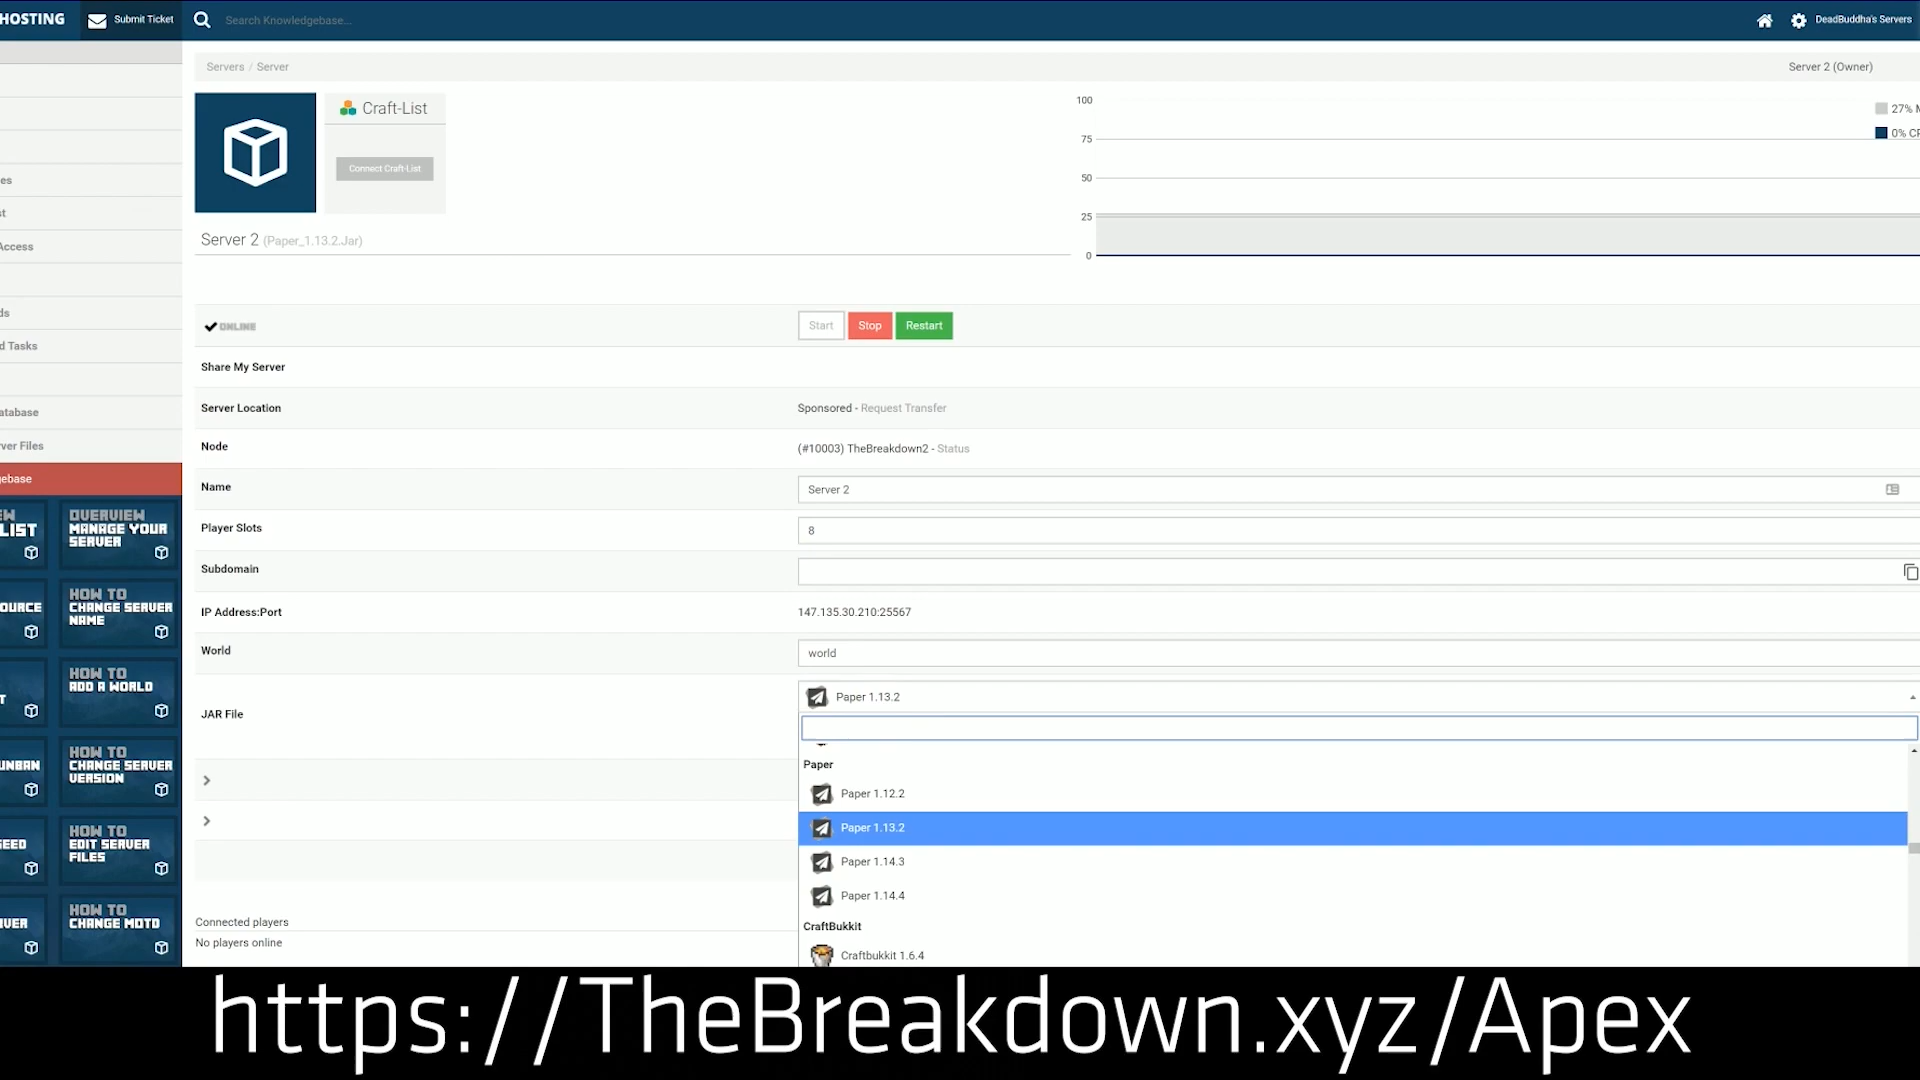 HOSTING
Submit Ticket
Search Knowledgebase...
DeadBuddha's Servers
Servers / Server
Server 2 (Owner)
es
st
Access
ds
d Tasks
atabase
ver Files
gebase
Craft-List
Connect Craft-List
100
75
50
25
0
27% M
0% CP
Server 2 (Paper_1.13.2.Jar)
ONLINE
Start
Stop
Restart
Share My Server
Server Location
Sponsored - Request Transfer
Node
(#10003) TheBreakdown2 - Status
Name
Server 2
Player Slots
8
Subdomain
IP Address:Port
147.135.30.210:25567
World
world
JAR File
Paper 1.13.2
Paper
Paper 1.12.2
Paper 1.13.2
Paper 1.14.3
Paper 1.14.4
CraftBukkit
Craftbukkit 1.6.4
Connected players
No players online
EW
LIST
OVERVIEW
MANAGE YOUR
SERVER
OURCE
HOW TO
CHANGE SERVER
NAME
T
HOW TO
ADD A WORLD
UNBAN
HOW TO
CHANGE SERVER
VERSION
SEED
HOW TO
EDIT SERVER
FILES
VER
HOW TO
CHANGE MOTD
https://TheBreakdown.xyz/Apex